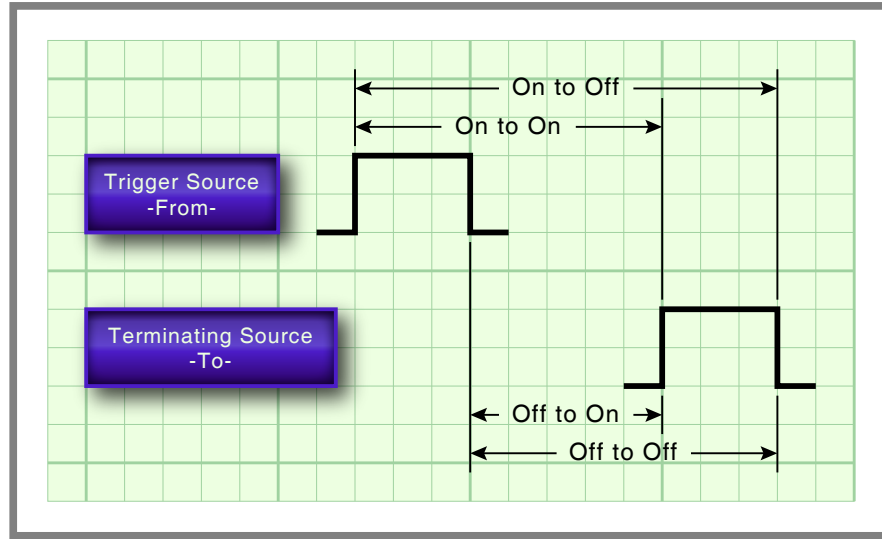 On to Off
On to On
Trigger Source
-From-
Terminating Source
-To-
Off to On
Off to Off